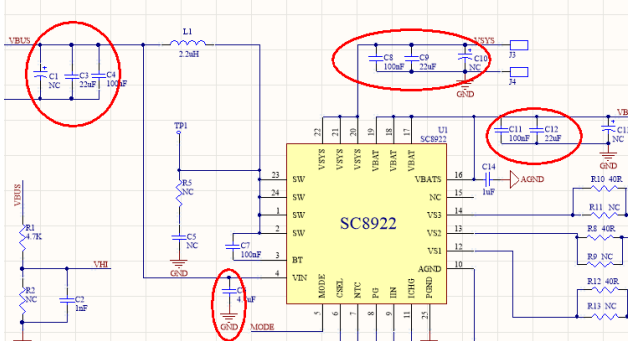 VBUS
L1
2.2uH
C1
NC
C3
22uF
C4
VSYS
C8
100nF
C9
22uF
C10
NC
J3
J4
GND
TP1
C11
100nF
C12
22uF
NC
GND
U1
SC8922
22 21 20 19 18 17
VSYS VSYS VSYS VBAT VBAT VBAT
23 SW
24 SW
1 SW
2 SW
3 BT
4 VIN
SC8922
VBATS 16
NC 15
VS3 14
VS2 13
VS1 12
AGND 10
MODE CSEL NTC PG IIN ICHG PGND
5 6 7 8 9 11 25
C14
1uF
AGND
R10 40R
R11 NC
R8 40R
R9 NC
R12 40R
R13 NC
R5
NC
C5
NC
GND
C7
100nF
GND
MODE
VBUS
R1
4.7K
VHI
R2
NC
C2
1nF